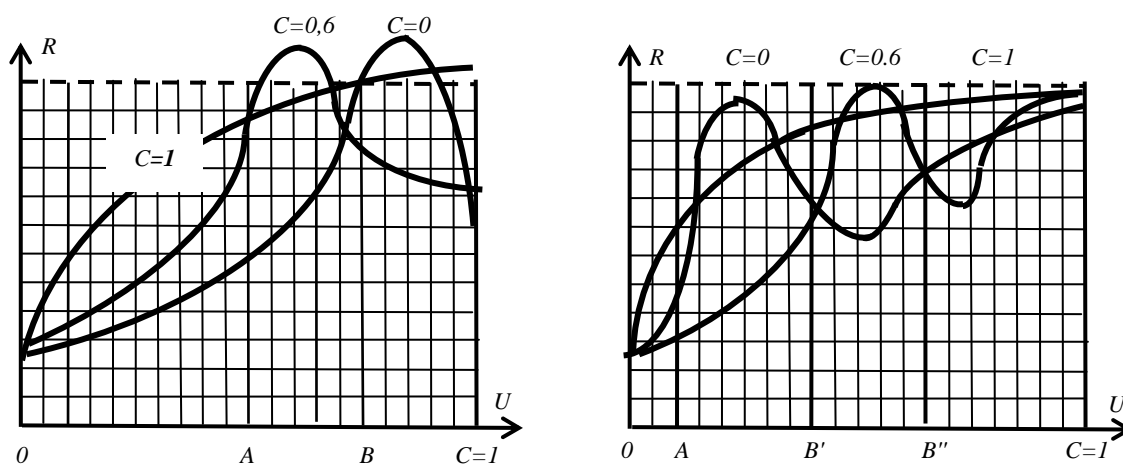 C=0,6 C=0
R
C=1
U
0 A B C=1
R C=0 C=0.6 C=1
U
0 A B' B'' C=1